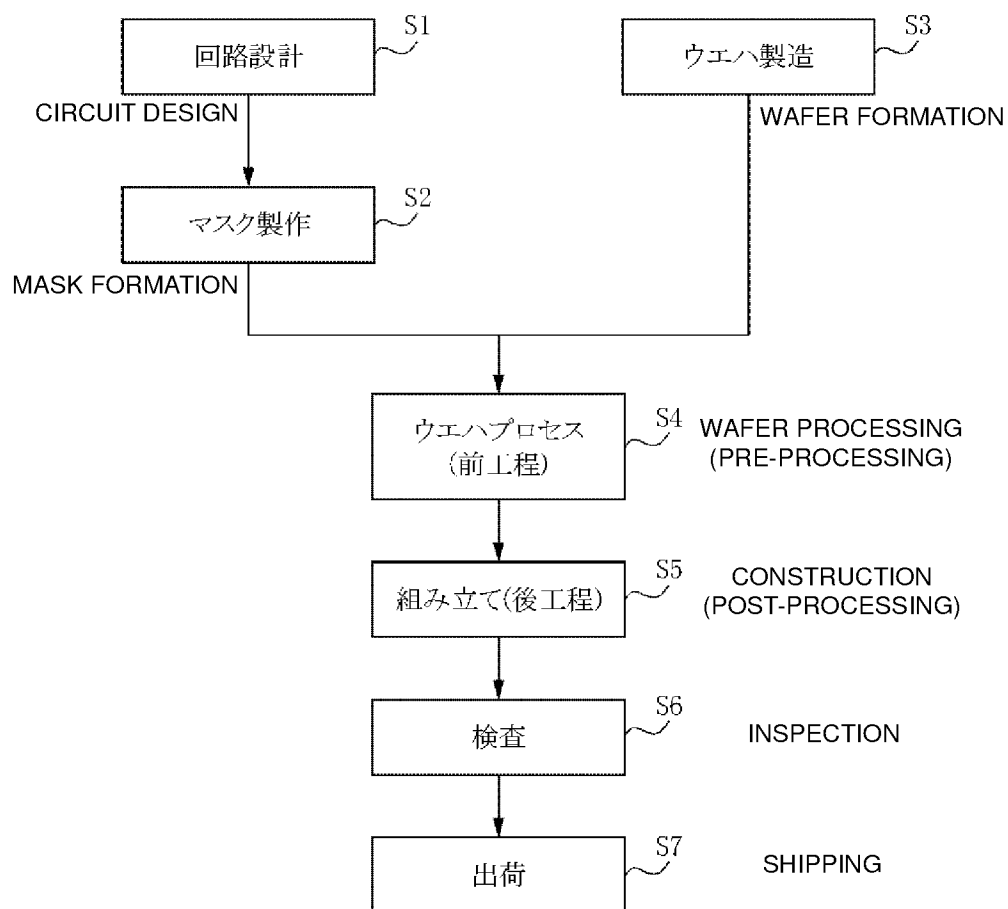 S1
回路設計
CIRCUIT DESIGN
S3
ウエハ製造
WAFER FORMATION
S2
マスク製作
MASK FORMATION
S4
ウエハプロセス
(前工程)
WAFER PROCESSING
(PRE-PROCESSING)
S5
組み立て(後工程)
CONSTRUCTION
(POST-PROCESSING)
S6
検査
INSPECTION
S7
出荷
SHIPPING